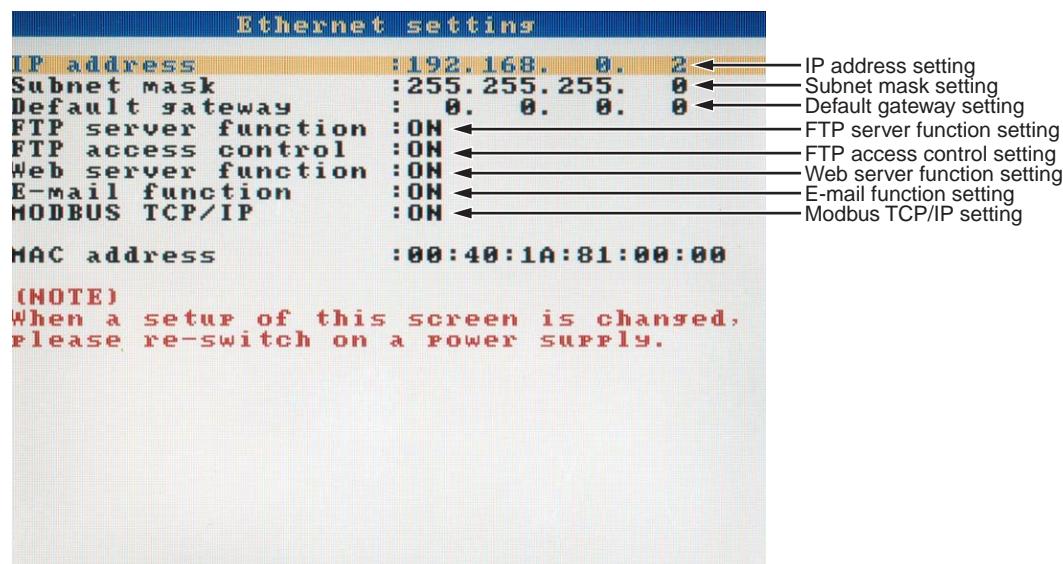 Ethernet setting
IP address :192.168. 0. 2
Subnet mask :255.255.255. 0
Default gateway : 0. 0. 0. 0
FTP server function :ON
FTP access control :ON
Web server function :ON
E-mail function :ON
MODBUS TCP/IP :ON
MAC address :00:40:1A:81:00:00
(NOTE)
When a setup of this screen is changed,
please re-switch on a power supply.
IP address setting
Subnet mask setting
Default gateway setting
FTP server function setting
FTP access control setting
Web server function setting
E-mail function setting
Modbus TCP/IP setting